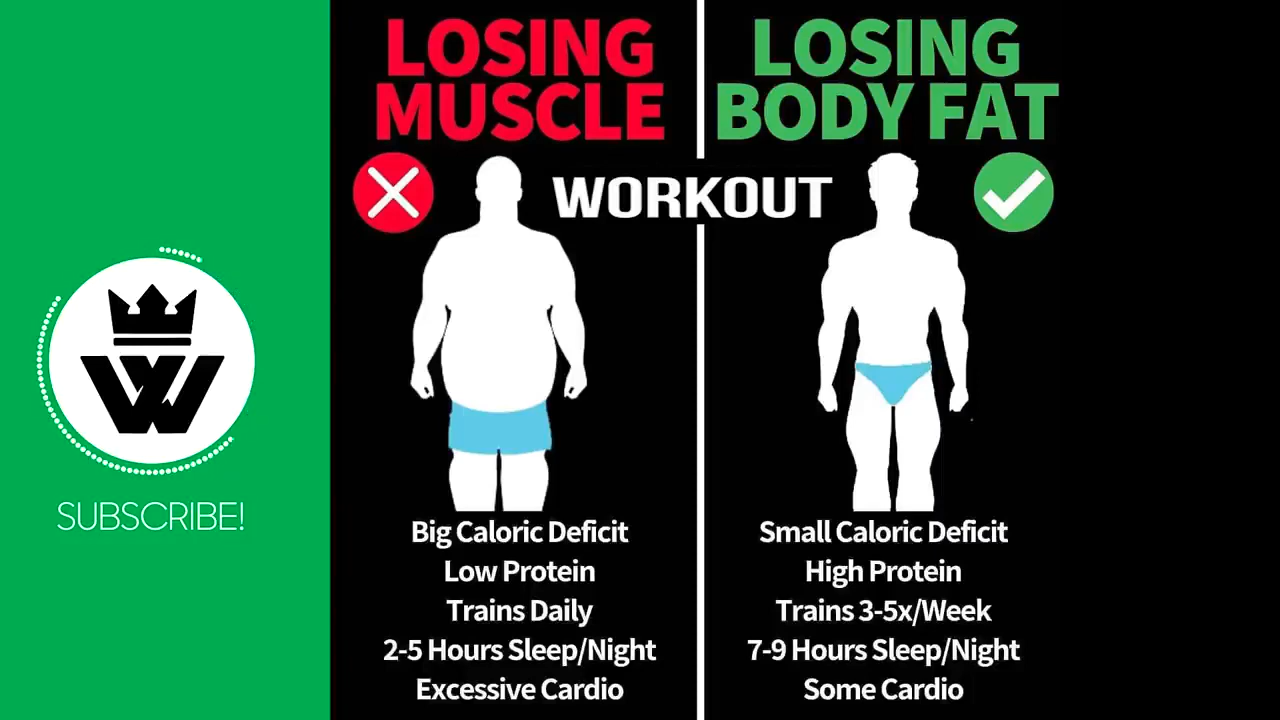 LOSING
MUSCLE
LOSING
BODY FAT
WORKOUT
W
SUBSCRIBE!
Big Caloric Deficit
Low Protein
Trains Daily
2-5 Hours Sleep/Night
Excessive Cardio
Small Caloric Deficit
High Protein
Trains 3-5x/Week
7-9 Hours Sleep/Night
Some Cardio